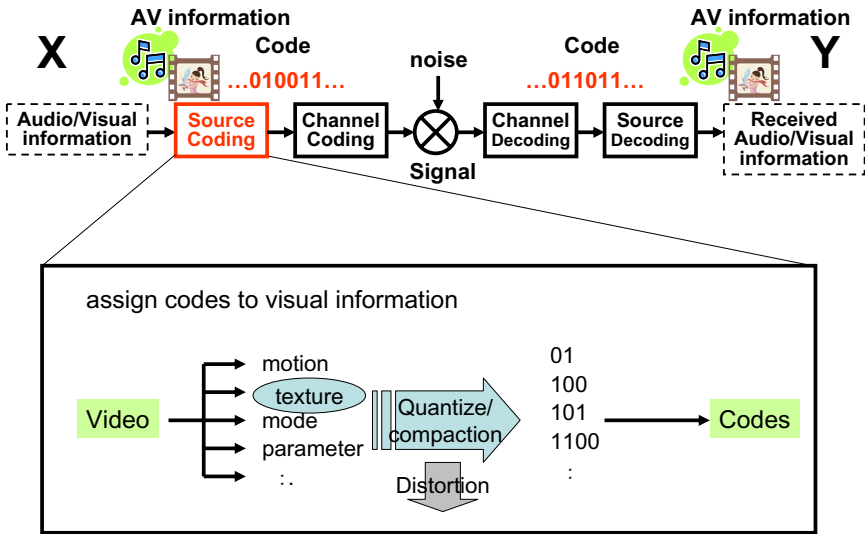 AV information
AV information
X
Code
Code
Y
...010011...
noise
...011011...
Audio/Visual
information
Source
Coding
Channel
Coding
Signal
Channel
Decoding
Source
Decoding
Received
Audio/Visual
information
assign codes to visual information
Video
motion
texture
mode
parameter
:.
Quantize/
compaction
Distortion
01
100
101
1100
:
Codes